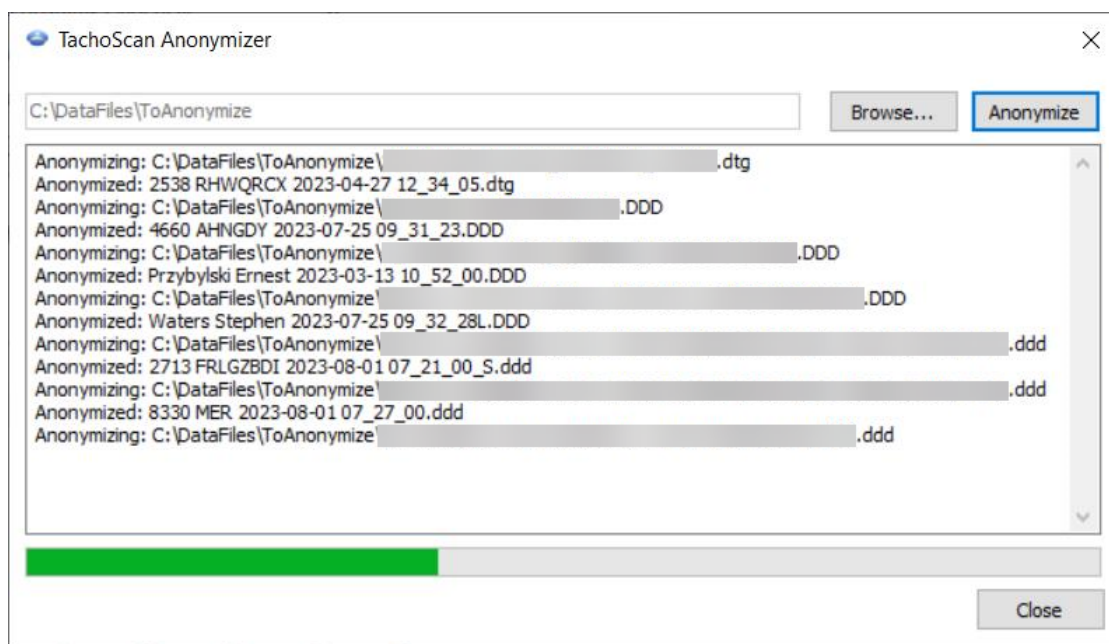 TachoScan Anonymizer
C:\DataFiles\ToAnonymize
Browse...
Anonymize
Anonymizing: C:\DataFiles\ToAnonymize\ .dtg
Anonymized: 2538 RHWQRCX 2023-04-27 12_34_05.dtg
Anonymizing: C:\DataFiles\ToAnonymize\ .DDD
Anonymized: 4660 AHNGDY 2023-07-25 09_31_23.DDD
Anonymizing: C:\DataFiles\ToAnonymize\ .DDD
Anonymized: Przybylski Ernest 2023-03-13 10_52_00.DDD
Anonymizing: C:\DataFiles\ToAnonymize\ .DDD
Anonymized: Waters Stephen 2023-07-25 09_32_28L.DDD
Anonymizing: C:\DataFiles\ToAnonymize\ .ddd
Anonymized: 2713 FRLGZBDI 2023-08-01 07_21_00_S.ddd
Anonymizing: C:\DataFiles\ToAnonymize\ .ddd
Anonymized: 8330 MER 2023-08-01 07_27_00.ddd
Anonymizing: C:\DataFiles\ToAnonymize\ .ddd
Close